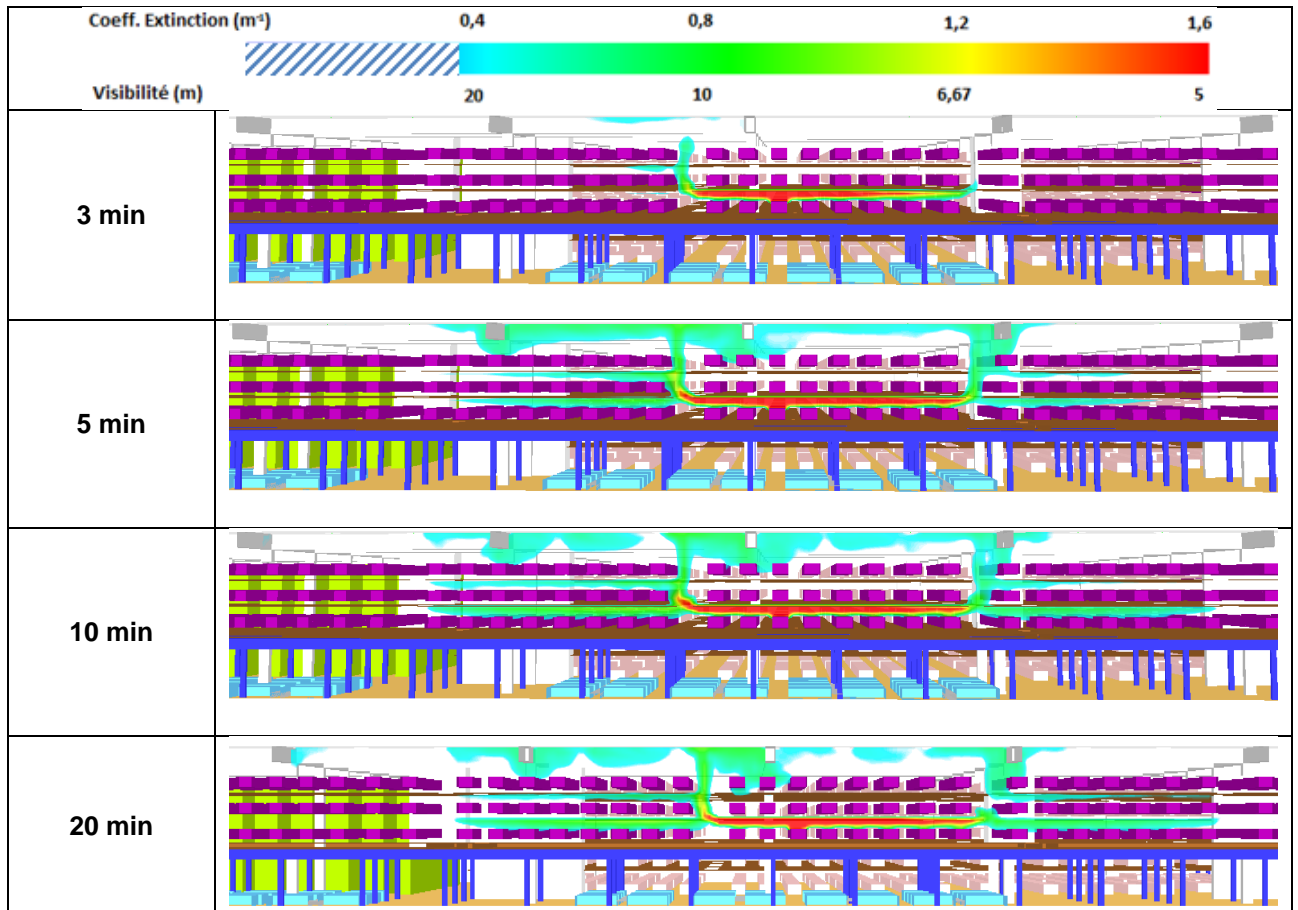 Coeff. Extinction (m⁻¹) 0,4 0,8 1,2 1,6
Visibilité (m) 20 10 6,67 5
3 min
5 min
10 min
20 min